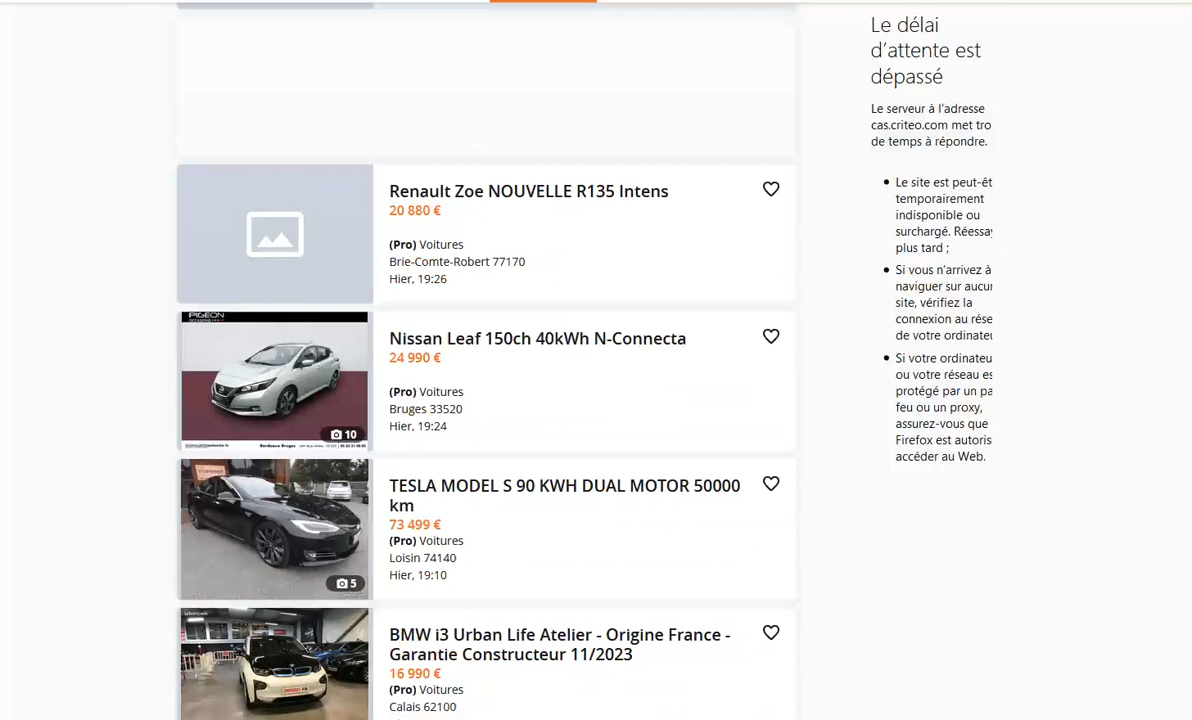 Renault Zoe NOUVELLE R135 Intens
20 880 €
(Pro) Voitures
Brie-Comte-Robert 77170
Hier, 19:26
PIGEON
10
Nissan Leaf 150ch 40kWh N-Connecta
24 990 €
(Pro) Voitures
Bruges 33520
Hier, 19:24
5
TESLA MODEL S 90 KWH DUAL MOTOR 50000
km
73 499 €
(Pro) Voitures
Loisin 74140
Hier, 19:10
leboncoin
BMW i3 Urban Life Atelier - Origine France -
Garantie Constructeur 11/2023
16 990 €
(Pro) Voitures
Calais 62100
Le délai
d’attente est
dépassé
Le serveur à l’adresse
cas.criteo.com met tro
de temps à répondre.
Le site est peut-êt
temporairement
indisponible ou
surchargé. Réessay
plus tard ;
Si vous n’arrivez à
naviguer sur aucun
site, vérifiez la
connexion au rése
de votre ordinateu
Si votre ordinateu
ou votre réseau es
protégé par un pa
feu ou un proxy,
assurez-vous que
Firefox est autoris
accéder au Web.